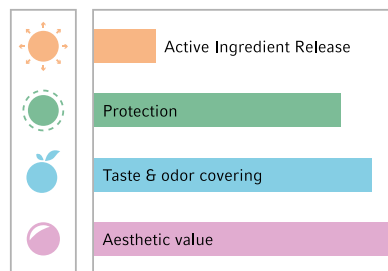 Active Ingredient Release
Protection
Taste & odor covering
Aesthetic value